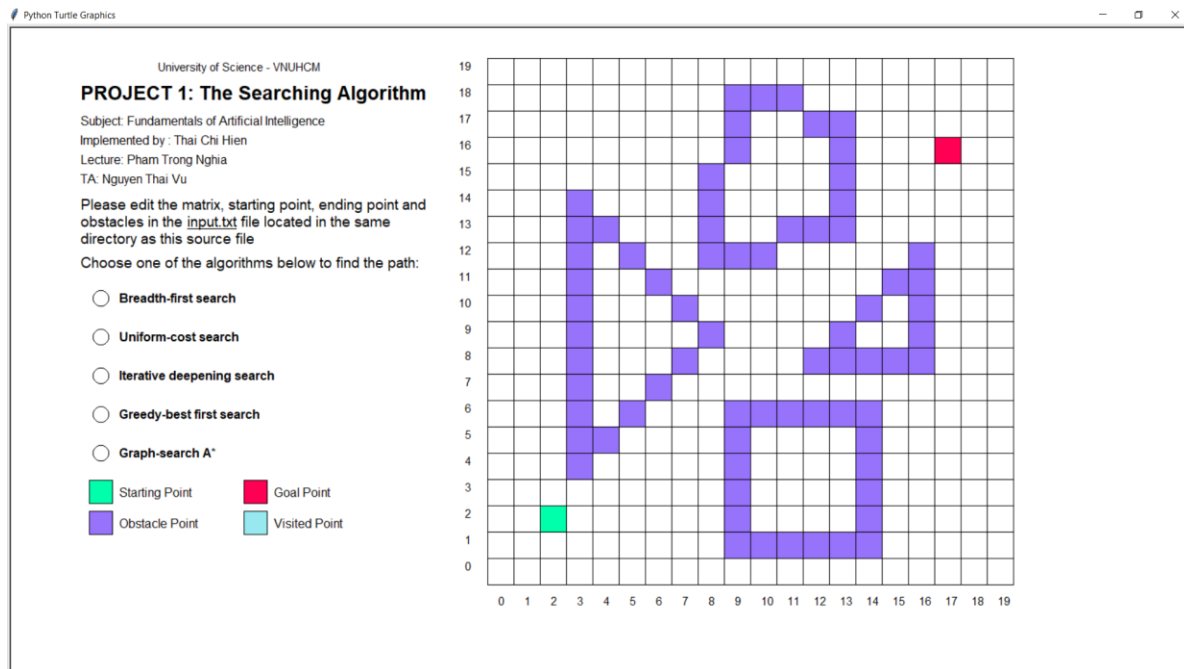 Python Turtle Graphics
University of Science - VNUHCM
PROJECT 1: The Searching Algorithm
Subject: Fundamentals of Artificial Intelligence
Implemented by : Thai Chi Hien
Lecture: Pham Trong Nghia
TA: Nguyen Thai Vu
Please edit the matrix, starting point, ending point and
obstacles in the input.txt file located in the same
directory as this source file
Choose one of the algorithms below to find the path:
Breadth-first search
Uniform-cost search
Iterative deepening search
Greedy-best first search
Graph-search A*
Starting Point
Goal Point
Obstacle Point
Visited Point
19
18
17
16
15
14
13
12
11
10
9
8
7
6
5
4
3
2
1
0
0 1 2 3 4 5 6 7 8 9 10 11 12 13 14 15 16 17 18 19